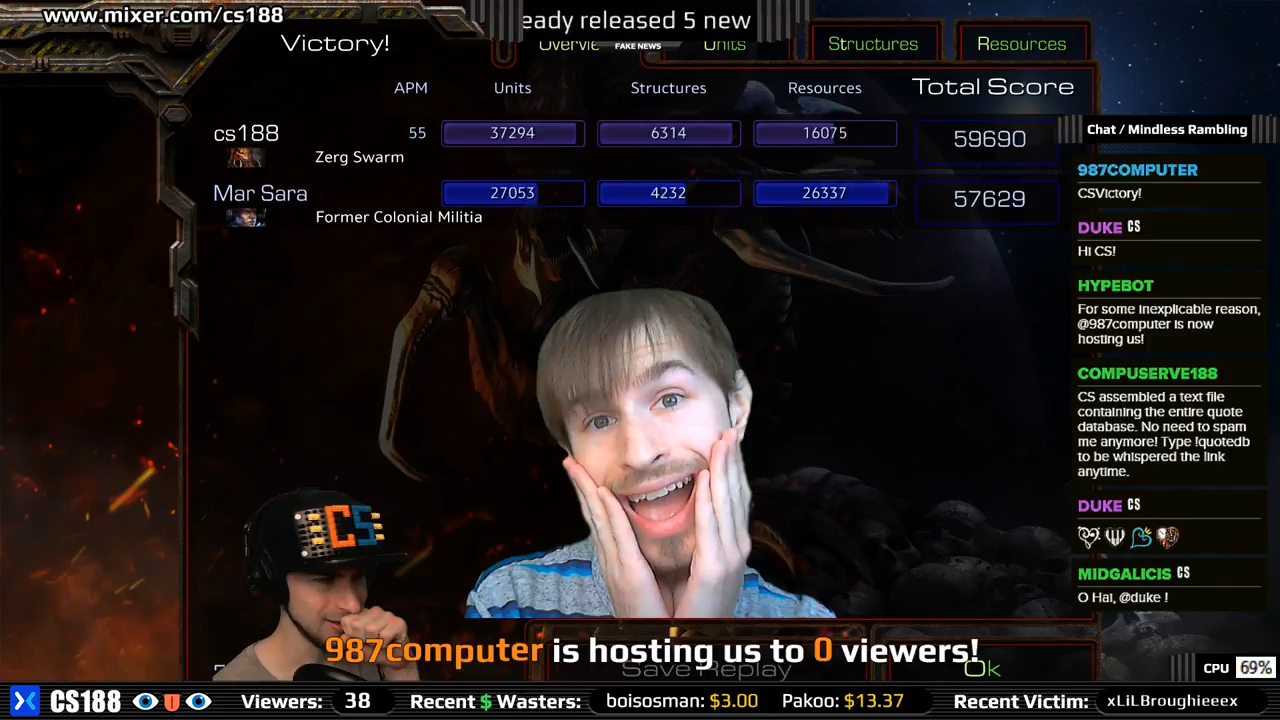 www.mixer.com/cs188
eady released 5 new
FAKE NEWS
Victory!
Units
Structures
Resources
APM
Units
Structures
Resources
Total Score
cs188
55
37294
6314
16075
59690
Zerg Swarm
Mar Sara
27053
4232
26337
57629
Former Colonial Militia
Chat / Mindless Rambling
987COMPUTER
CSVictory!
DUKE CS
Hi CS!
HYPEBOT
For some inexplicable reason,
@987computer is now
hosting us!
COMPUSERVE188
CS assembled a text file
containing the entire quote
database. No need to spam
me anymore! Type !quotedb
to be whispered the link
anytime.
DUKE CS
MIDGALICIS CS
O Hai, @duke !
CS
987computer is hosting us to 0 viewers!
Save Replay
Ok
CPU 69%
CS188
Viewers: 38
Recent $ Wasters: boisosman: $3.00 Pakoo: $13.37
Recent Victim: xLiLBroughieeex